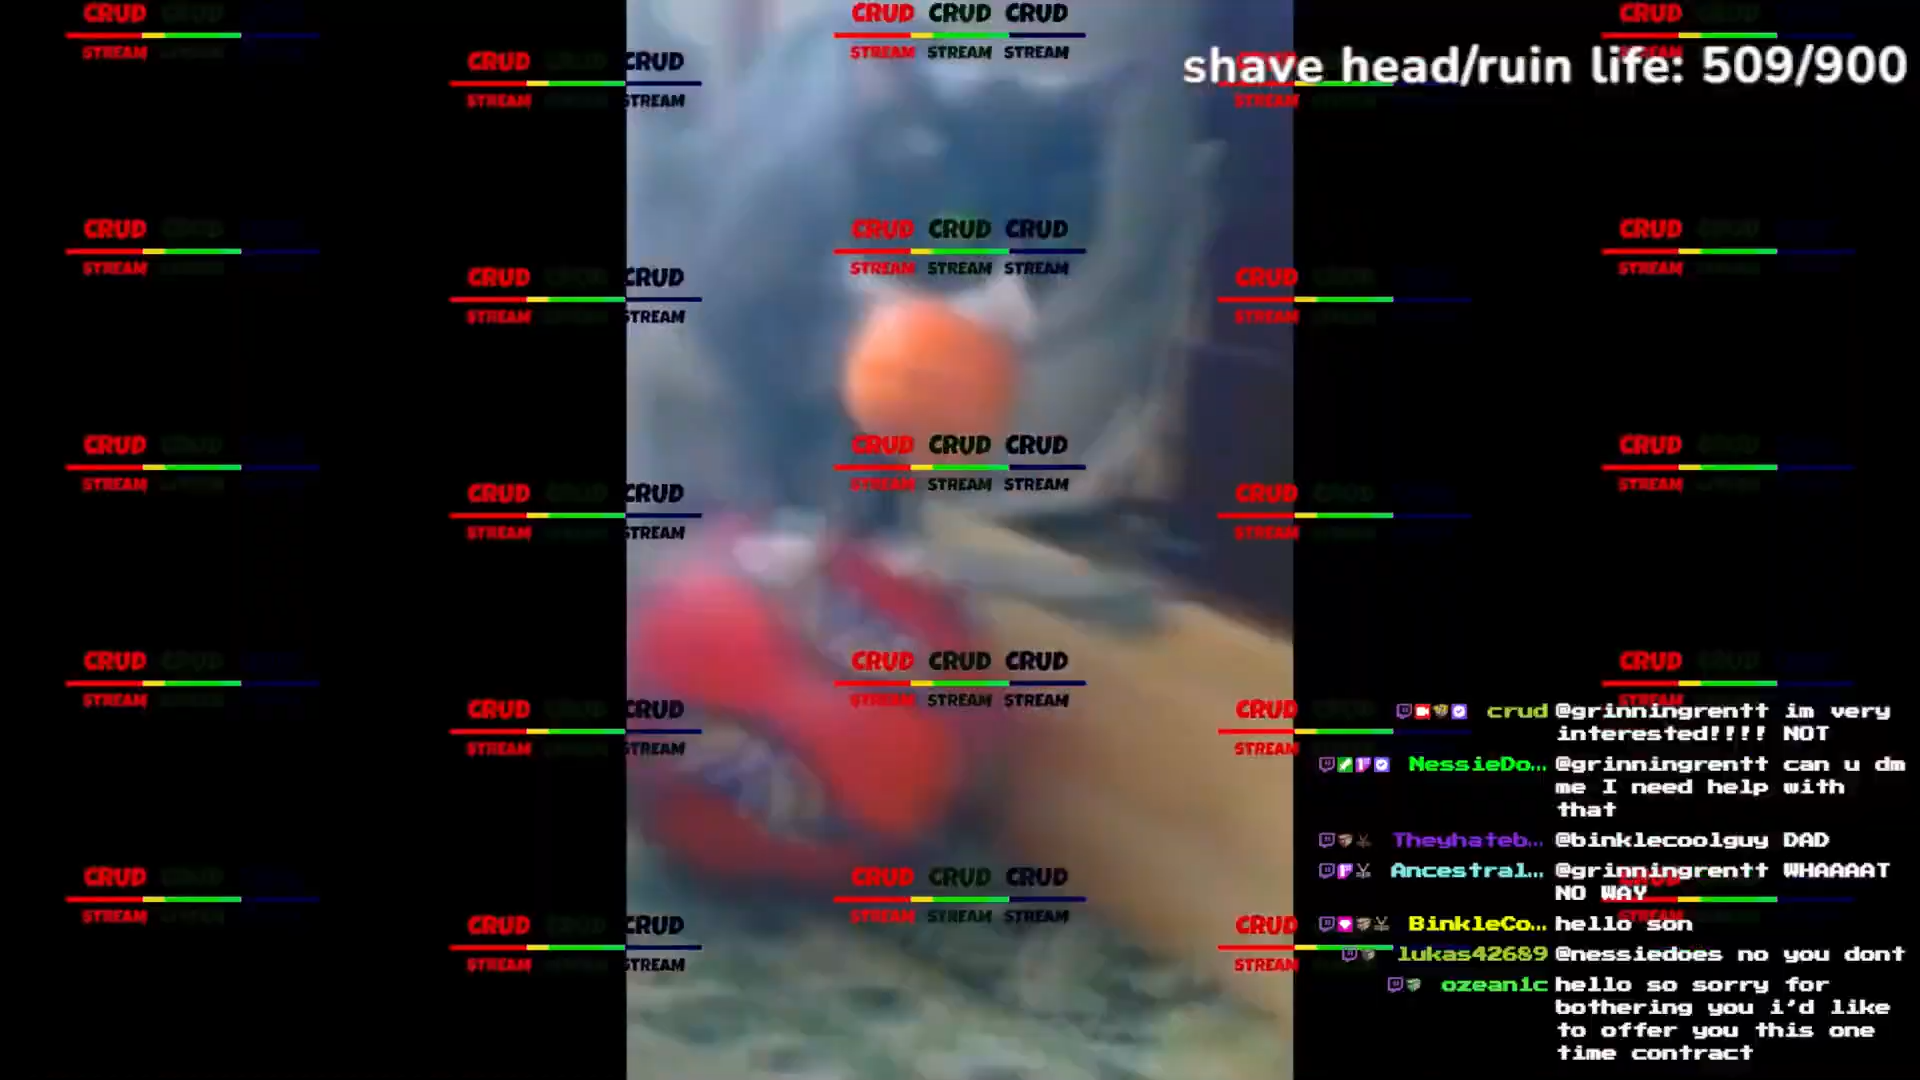 CRUD CRUD CRUD
STREAM STREAM STREAM
shave head/ruin life: 509/900
crud @grinningrentt im very
interested!!!! NOT
NessieDo... @grinningrentt can u dm
me I need help with
that
Theyhateb... @binklecoolguy DAD
Ancestral... @grinningrentt WHAAAAT
NO WAY
BinkleCo... hello son
lukas42689 @nessiedoes no you dont
ozean1c hello so sorry for
bothering you i'd like
to offer you this one
time contract